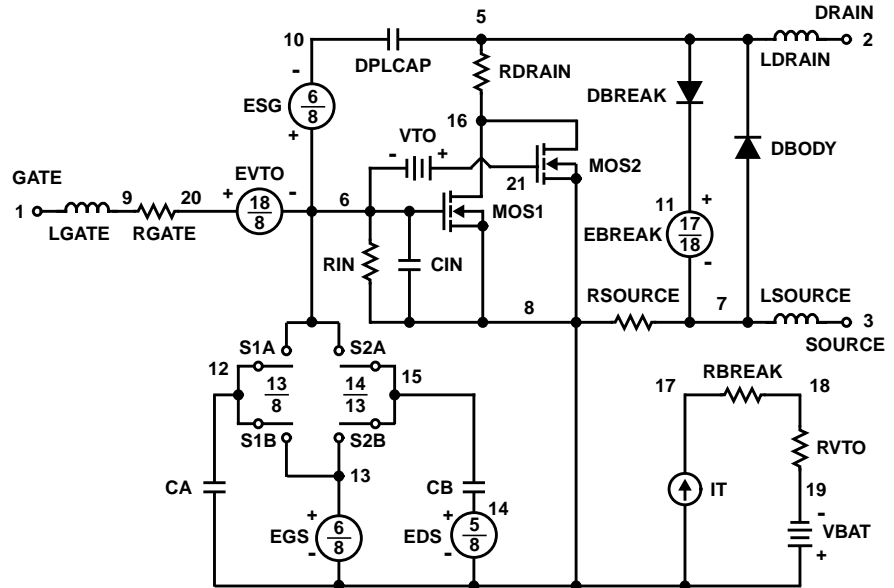 5
DRAIN
10
2
DPLCAP
LDRAIN
RDRAIN
-
DBREAK
ESG
6
8
+
16
VTO
-
+
DBODY
EVTO
MOS2
GATE
+
18
8
-
6
21
9
20
1
MOS1
11
+
LGATE
RGATE
EBREAK
17
18
-
RIN
CIN
8
RSOURCE
7
LSOURCE
3
SOURCE
S1A
S2A
12
13
8
14
13
15
RBREAK
17
18
S1B
S2B
RVTO
13
CA
CB
IT
19
+
14
+
-
EGS
6
8
-
EDS
5
8
-
VBAT
+